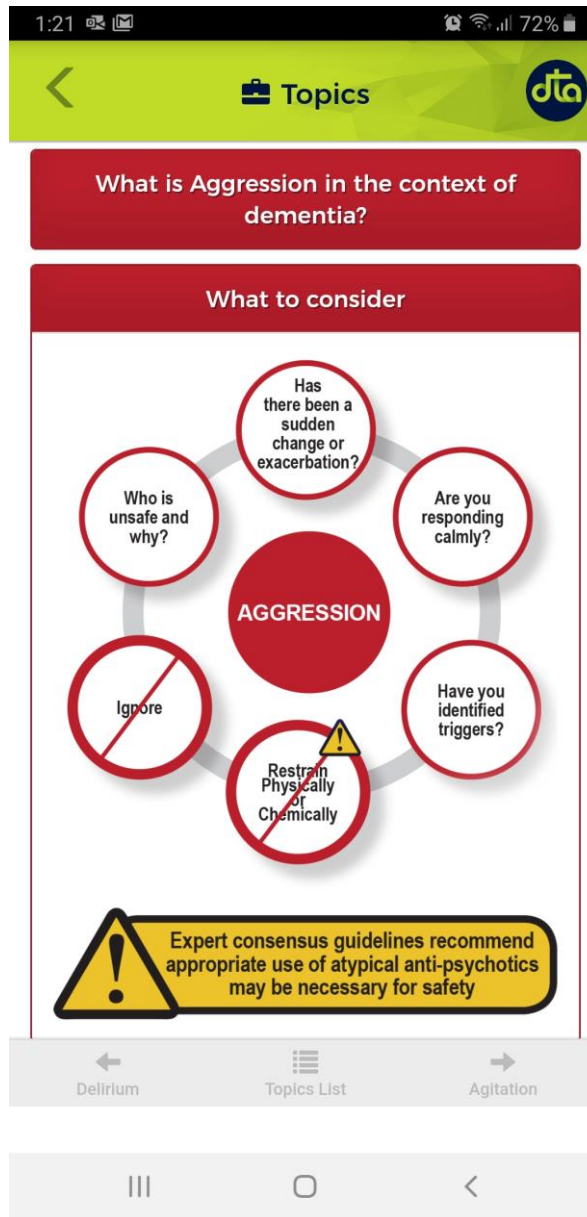 1:21
72%
Topics
dta
What is Aggression in the context of
dementia?
What to consider
Has
there been a
sudden
change or
exacerbation?
Who is
unsafe and
why?
Are you
responding
calmly?
AGGRESSION
Ignore
Have you
identified
triggers?
Restrain
Physically
or
Chemically
Expert consensus guidelines recommend
appropriate use of atypical anti-psychotics
may be necessary for safety
Delirium
Topics List
Agitation